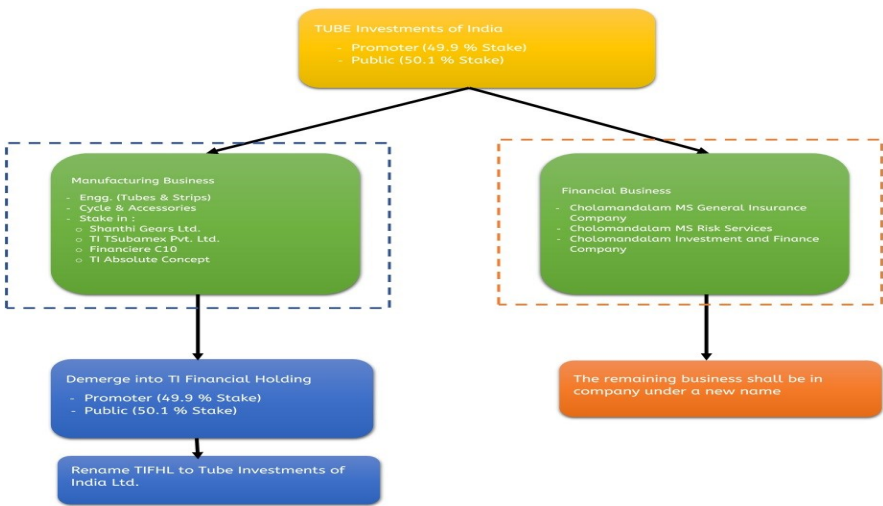 TUBE Investments of India
- Promoter (49.9 % Stake)
- Public (50.1 % Stake)
Manufacturing Business
- Engg. (Tubes & Strips)
- Cycle & Accessories
- Stake in :
o Shanthi Gears Ltd.
o TI TSubamex Pvt. Ltd.
o Financiere C10
o TI Absolute Concept
Financial Business
- Cholamandalam MS General Insurance
Company
- Cholamandalam MS Risk Services
- Cholamandalam Investment and Finance
Company
Demerge into TI Financial Holding
- Promoter (49.9 % Stake)
- Public (50.1 % Stake)
The remaining business shall be in
company under a new name
Rename TIFHL to Tube Investments of
India Ltd.